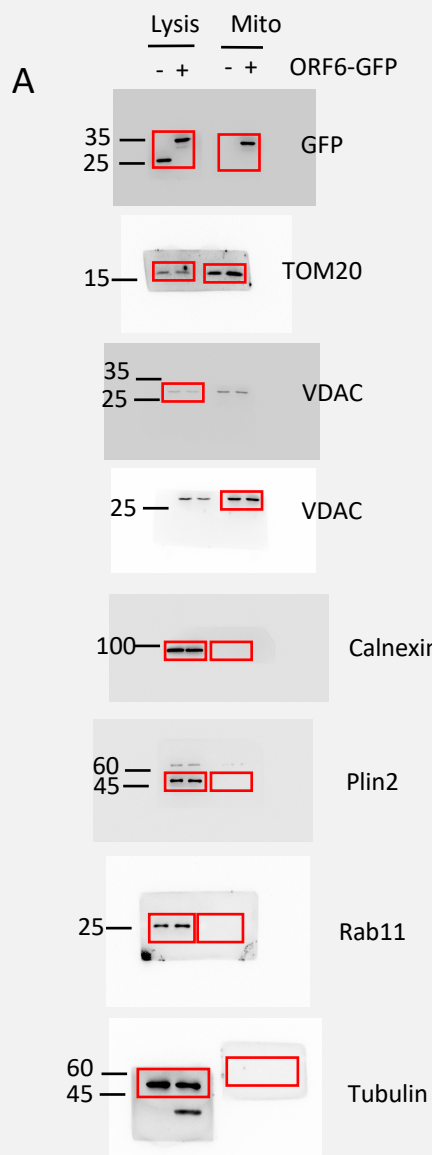 Lysis Mito
- + - + ORF6-GFP
A
35
25
GFP
15
TOM20
35
25
VDAC
25
VDAC
100
Calnexin
60
45
Plin2
25
Rab11
60
45
Tubulin